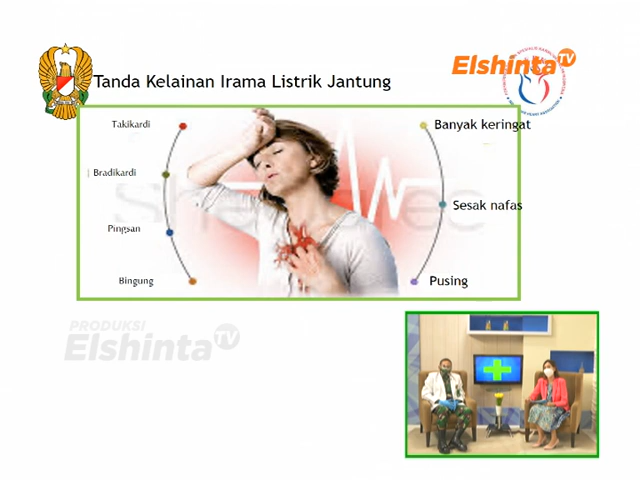 Elshinta TV
Tanda Kelainan Irama Listrik Jantung
Takikardi
Banyak keringat
Bradikardi
Sesak nafas
Pingsan
Bingung
Pusing
PRODUKSI
Elshinta TV